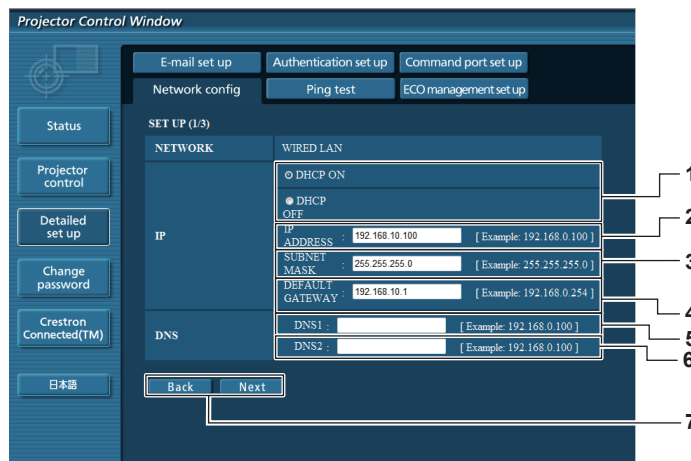 Projector Control Window
E-mail set up
Authentication set up
Command port set up
Network config
Ping test
ECO management set up
Status
Projector
control
Detailed
set up
Change
password
Crestron
Connected(TM)
日本語
SET UP (1/3)
NETWORK
WIRED LAN
IP
DHCP ON
DHCP
OFF
IP
ADDRESS : 192.168.10.100 [ Example: 192.168.0.100 ]
SUBNET
MASK : 255.255.255.0 [ Example: 255.255.255.0 ]
DEFAULT
GATEWAY : 192.168.10.1 [ Example: 192.168.0.254 ]
DNS
DNS1 : [ Example: 192.168.0.100 ]
DNS2 : [ Example: 192.168.0.100 ]
Back
Next
1
2
3
4
5
6
7